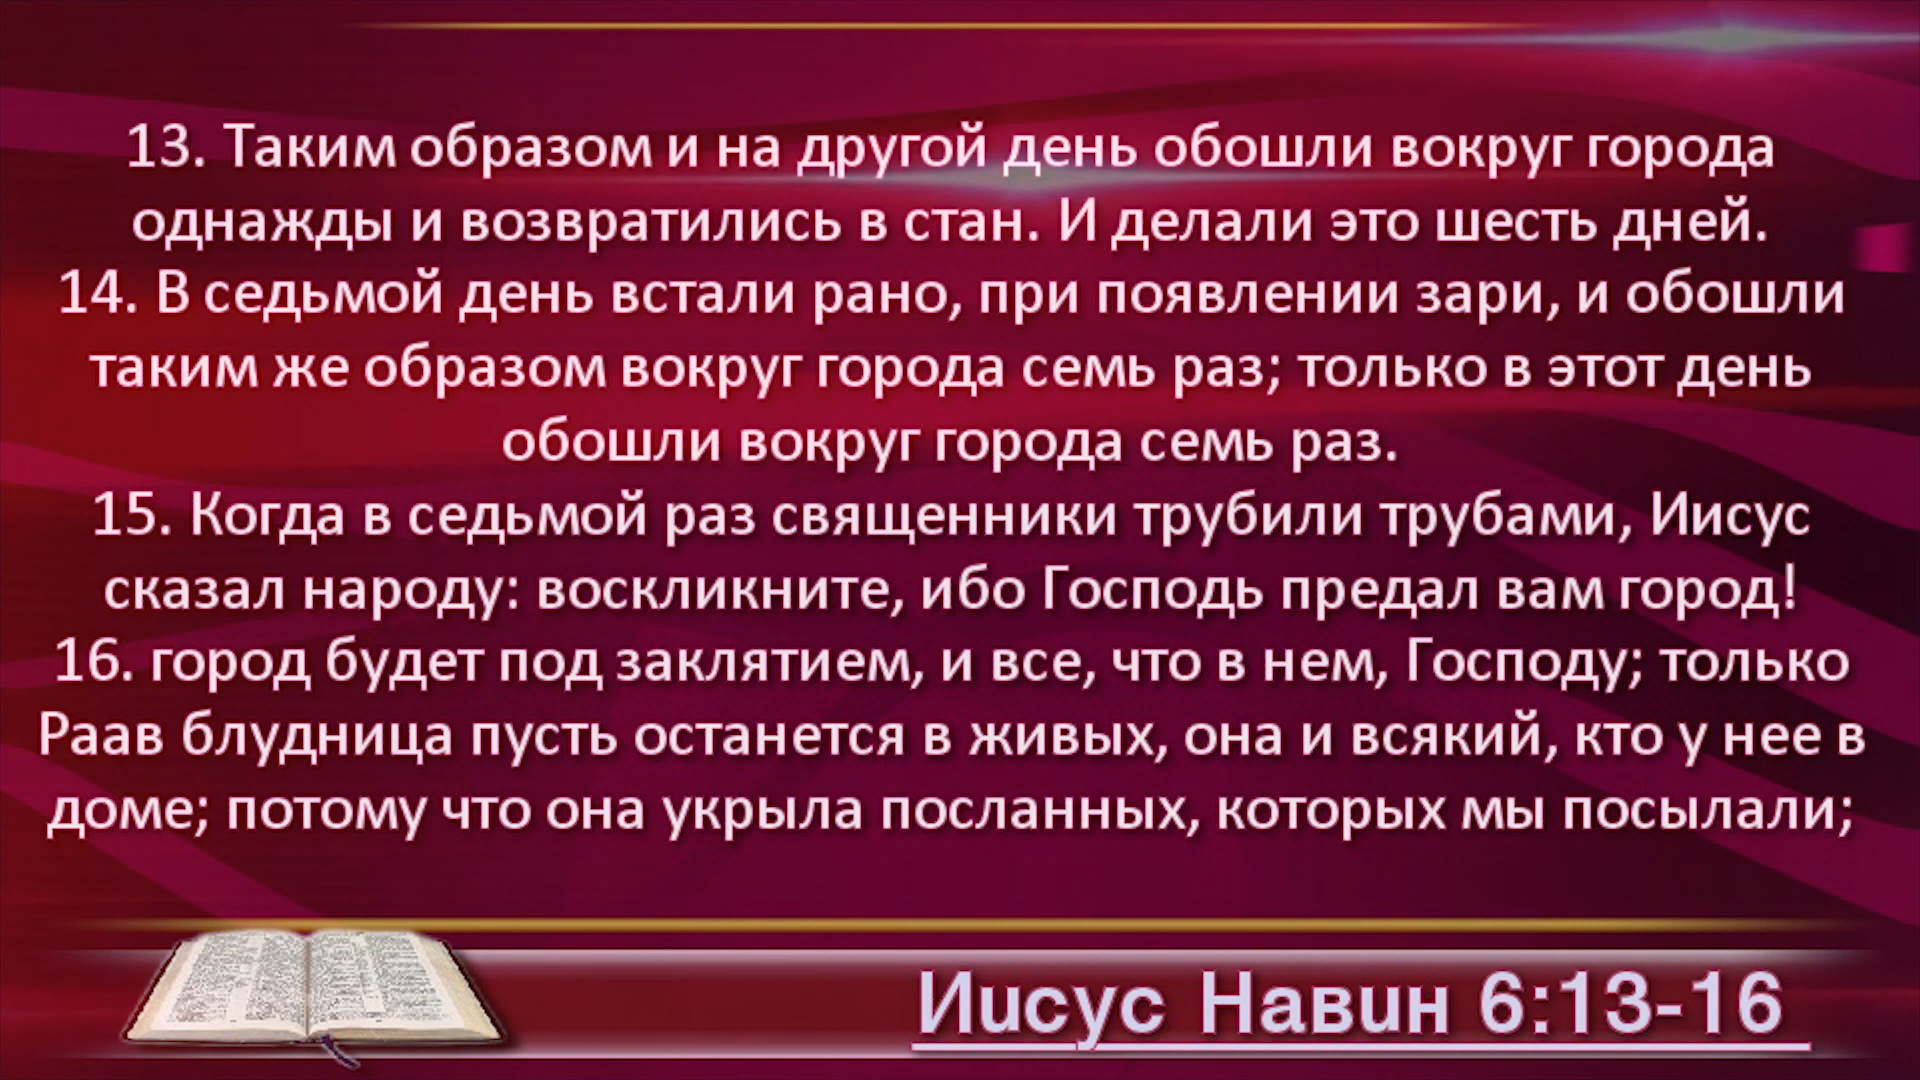 13. Таким образом и на другой день обошли вокруг города
однажды и возвратились в стан. И делали это шесть дней.
14. В седьмой день встали рано, при появлении зари, и обошли
таким же образом вокруг города семь раз; только в этот день
обошли вокруг города семь раз.
15. Когда в седьмой раз священники трубили трубами, Иисус
сказал народу: воскликните, ибо Господь предал вам город!
16. город будет под заклятием, и все, что в нем, Господу; только
Раав блудница пусть останется в живых, она и всякий, кто у нее в
доме; потому что она укрыла посланных, которых мы посылали;
Иисус Навин 6:13-16